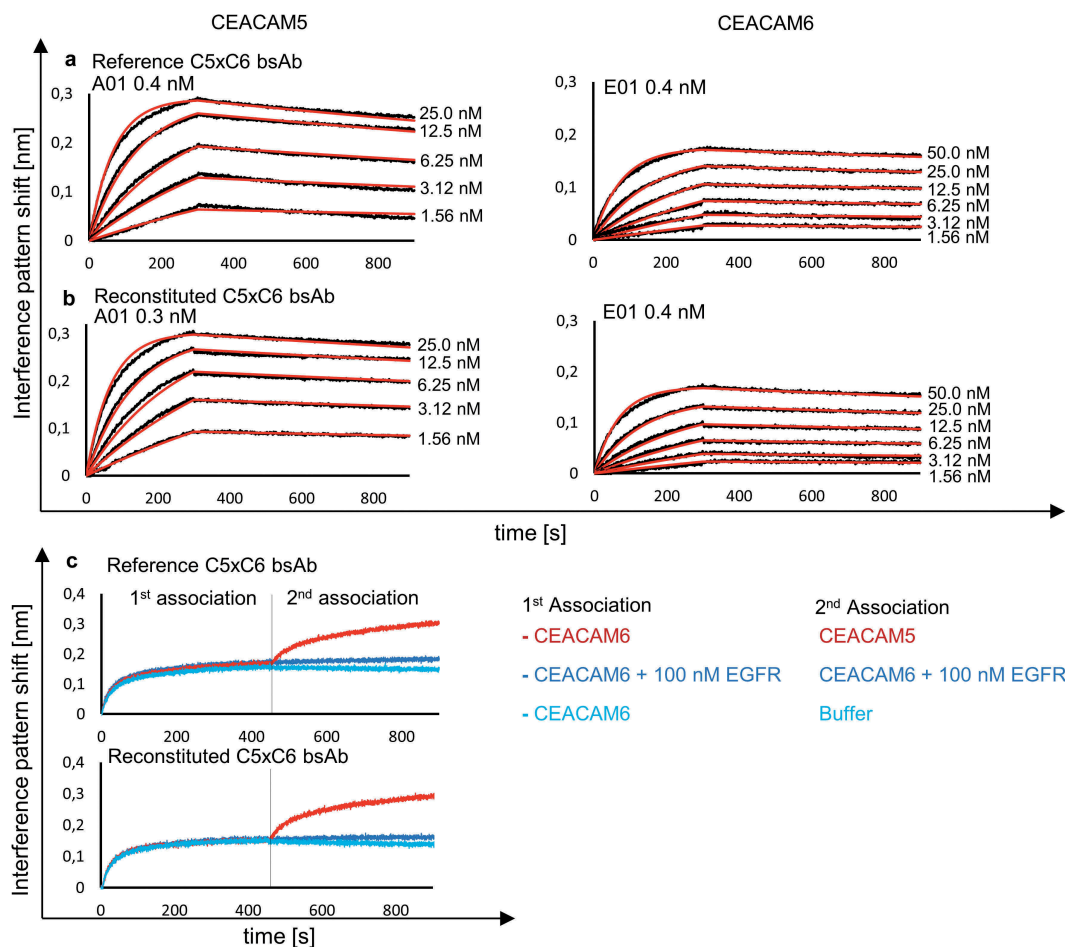 CEACAM5
CEACAM6
Interference pattern shift [nm]
a Reference C5xC6 bsAb
A01 0.4 nM
0,3
0,2
0,1
0
0 200 400 600 800
25.0 nM
12.5 nM
6.25 nM
3.12 nM
1.56 nM
E01 0.4 nM
0,3
0,2
0,1
0
0 200 400 600 800
50.0 nM
25.0 nM
12.5 nM
6.25 nM
3.12 nM
1.56 nM
b Reconstituted C5xC6 bsAb
A01 0.3 nM
0,3
0,2
0,1
0
0 200 400 600 800
25.0 nM
12.5 nM
6.25 nM
3.12 nM
1.56 nM
E01 0.4 nM
0,3
0,2
0,1
0
0 200 400 600 800
50.0 nM
25.0 nM
12.5 nM
6.25 nM
3.12 nM
1.56 nM
time [s]
Interference pattern shift [nm]
c Reference C5xC6 bsAb
1st association 2nd association
0,4
0,3
0,2
0,1
0
0 200 400 600 800
Reconstituted C5xC6 bsAb
0,4
0,3
0,2
0,1
0
0 200 400 600 800
time [s]
1st Association 2nd Association
- CEACAM6 CEACAM5
- CEACAM6 + 100 nM EGFR CEACAM6 + 100 nM EGFR
- CEACAM6 Buffer